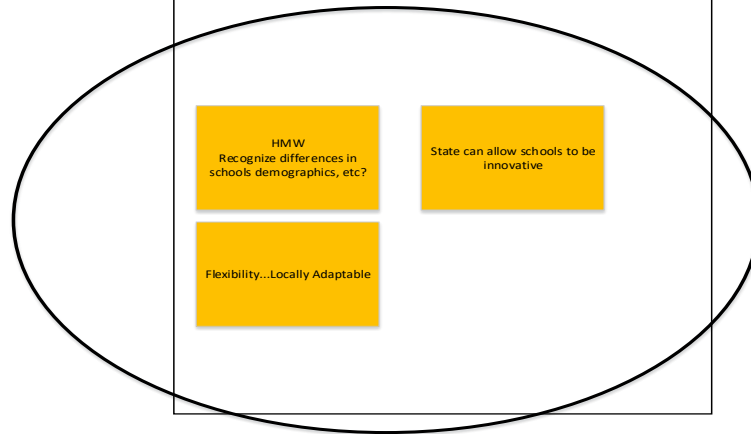 HMW
Recognize differences in
schools demographics, etc?
State can allow schools to be
innovative
Flexibility...Locally Adaptable